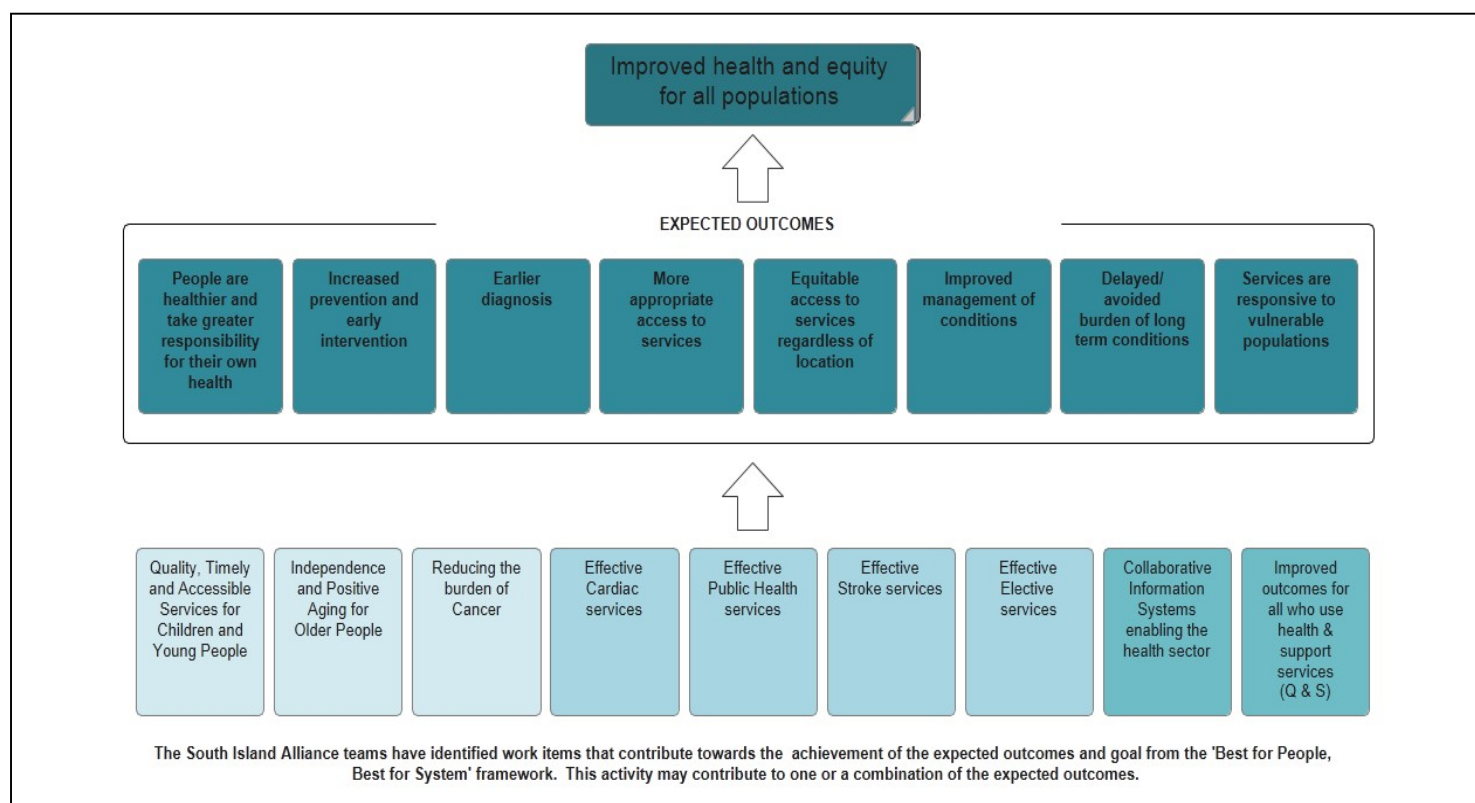 Improved health and equity
for all populations
EXPECTED OUTCOMES
People are
healthier and
take greater
responsibility
for their own
health
Increased
prevention and
early
intervention
Earlier
diagnosis
More
appropriate
access to
services
Equitable
access to
services
regardless of
location
Improved
management of
conditions
Delayed/
avoided
burden of long
term conditions
Services are
responsive to
vulnerable
populations
Quality, Timely
and Accessible
Services for
Children and
Young People
Independence
and Positive
Aging for
Older People
Reducing the
burden of
Cancer
Effective
Cardiac
services
Effective
Public Health
services
Effective
Stroke services
Effective
Elective
services
Collaborative
Information
Systems
enabling the
health sector
Improved
outcomes for
all who use
health &
support
services
(Q & S)
The South Island Alliance teams have identified work items that contribute towards the achievement of the expected outcomes and goal from the 'Best for People,
Best for System' framework. This activity may contribute to one or a combination of the expected outcomes.